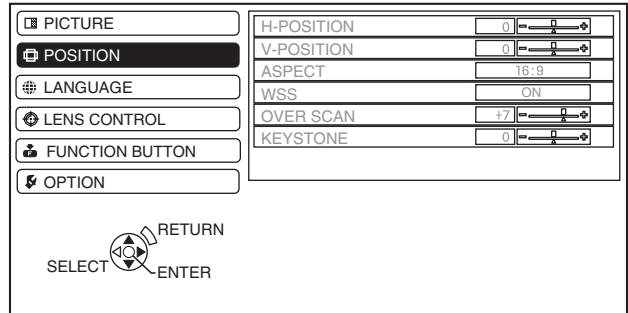 PICTURE
POSITION
LANGUAGE
LENS CONTROL
FUNCTION BUTTON
OPTION
H-POSITION 0
V-POSITION 0
ASPECT 16:9
WSS ON
OVER SCAN +7
KEYSTONE 0
RETURN
SELECT
ENTER